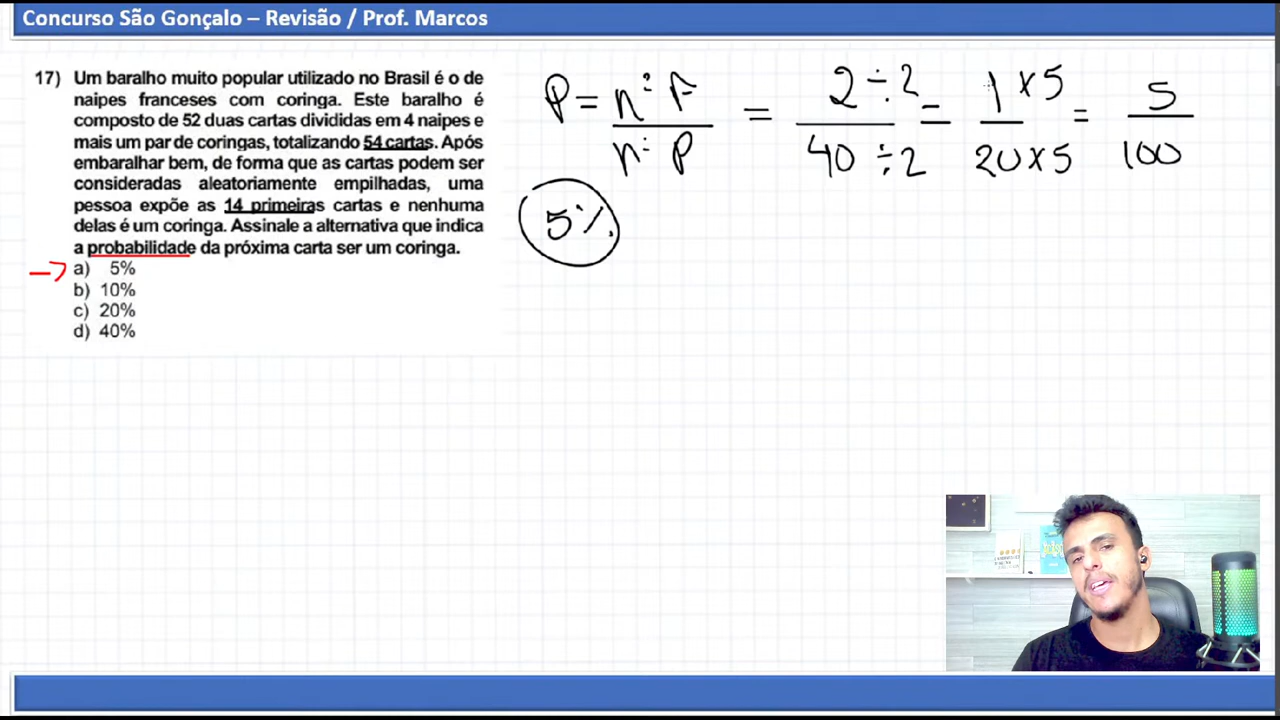 Concurso São Gonçalo – Revisão / Prof. Marcos
17) Um baralho muito popular utilizado no Brasil é o de
naipes franceses com coringa. Este baralho é
composto de 52 duas cartas divididas em 4 naipes e
mais um par de coringas, totalizando 54 cartas. Após
embaralhar bem, de forma que as cartas podem ser
consideradas aleatoriamente empilhadas, uma
pessoa expõe as 14 primeiras cartas e nenhuma
delas é um coringa. Assinale a alternativa que indica
a probabilidade da próxima carta ser um coringa.
a) 5%
b) 10%
c) 20%
d) 40%
P = nº F / nº P = 2 ÷ 2 / 40 ÷ 2 = 1 x 5 / 20 x 5 = 5 / 100
5%